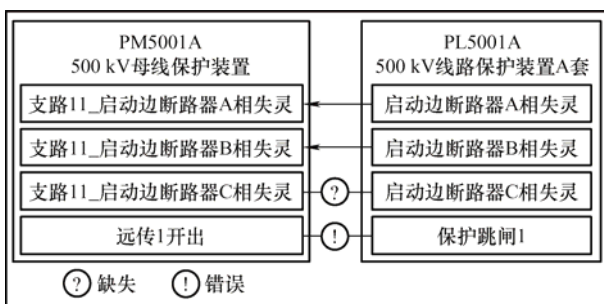 PM5001A
500 kV母线保护装置
支路11_启动边断路器A相失灵
支路11_启动边断路器B相失灵
支路11_启动边断路器C相失灵
远传1开出
PL5001A
500 kV线路保护装置A套
启动边断路器A相失灵
启动边断路器B相失灵
启动边断路器C相失灵
保护跳闸1
?
!
? 缺失
! 错误